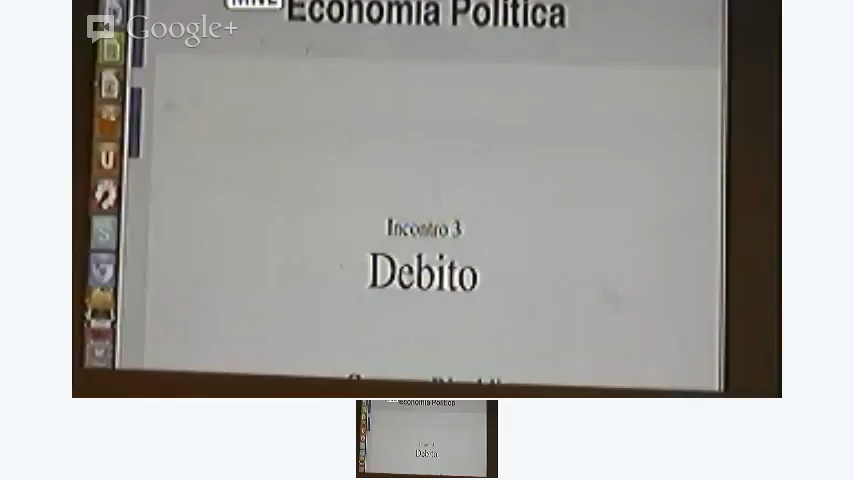 Google+
Economia Politica
Incontro 3
Debito
Economia Politica
Debito